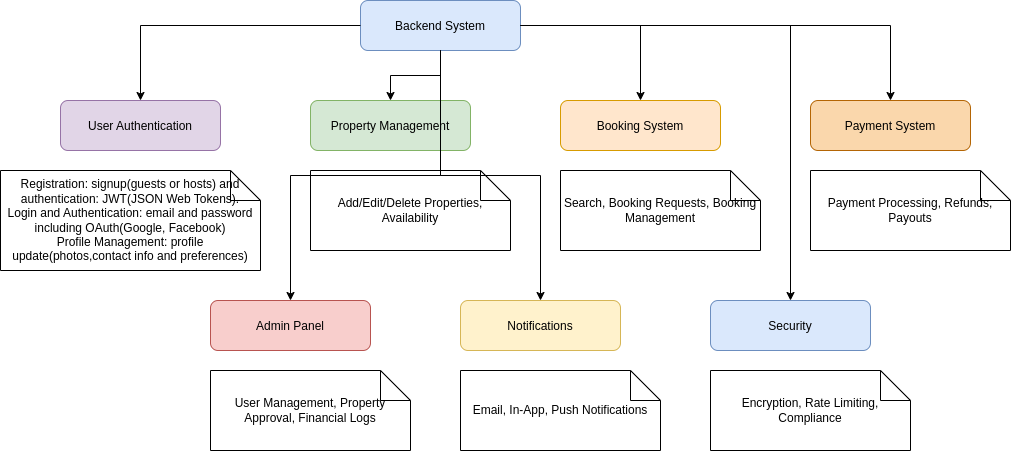 Backend System
User Authentication
Property Management
Booking System
Payment System
Registration: signup(guests or hosts) and
authentication: JWT(JSON Web Tokens).
Login and Authentication: email and password
including OAuth(Google, Facebook)
Profile Management: profile
update(photos,contact info and preferences)
Add/Edit/Delete Properties,
Availability
Search, Booking Requests, Booking
Management
Payment Processing, Refunds,
Payouts
Admin Panel
Notifications
Security
User Management, Property
Approval, Financial Logs
Email, In-App, Push Notifications
Encryption, Rate Limiting,
Compliance